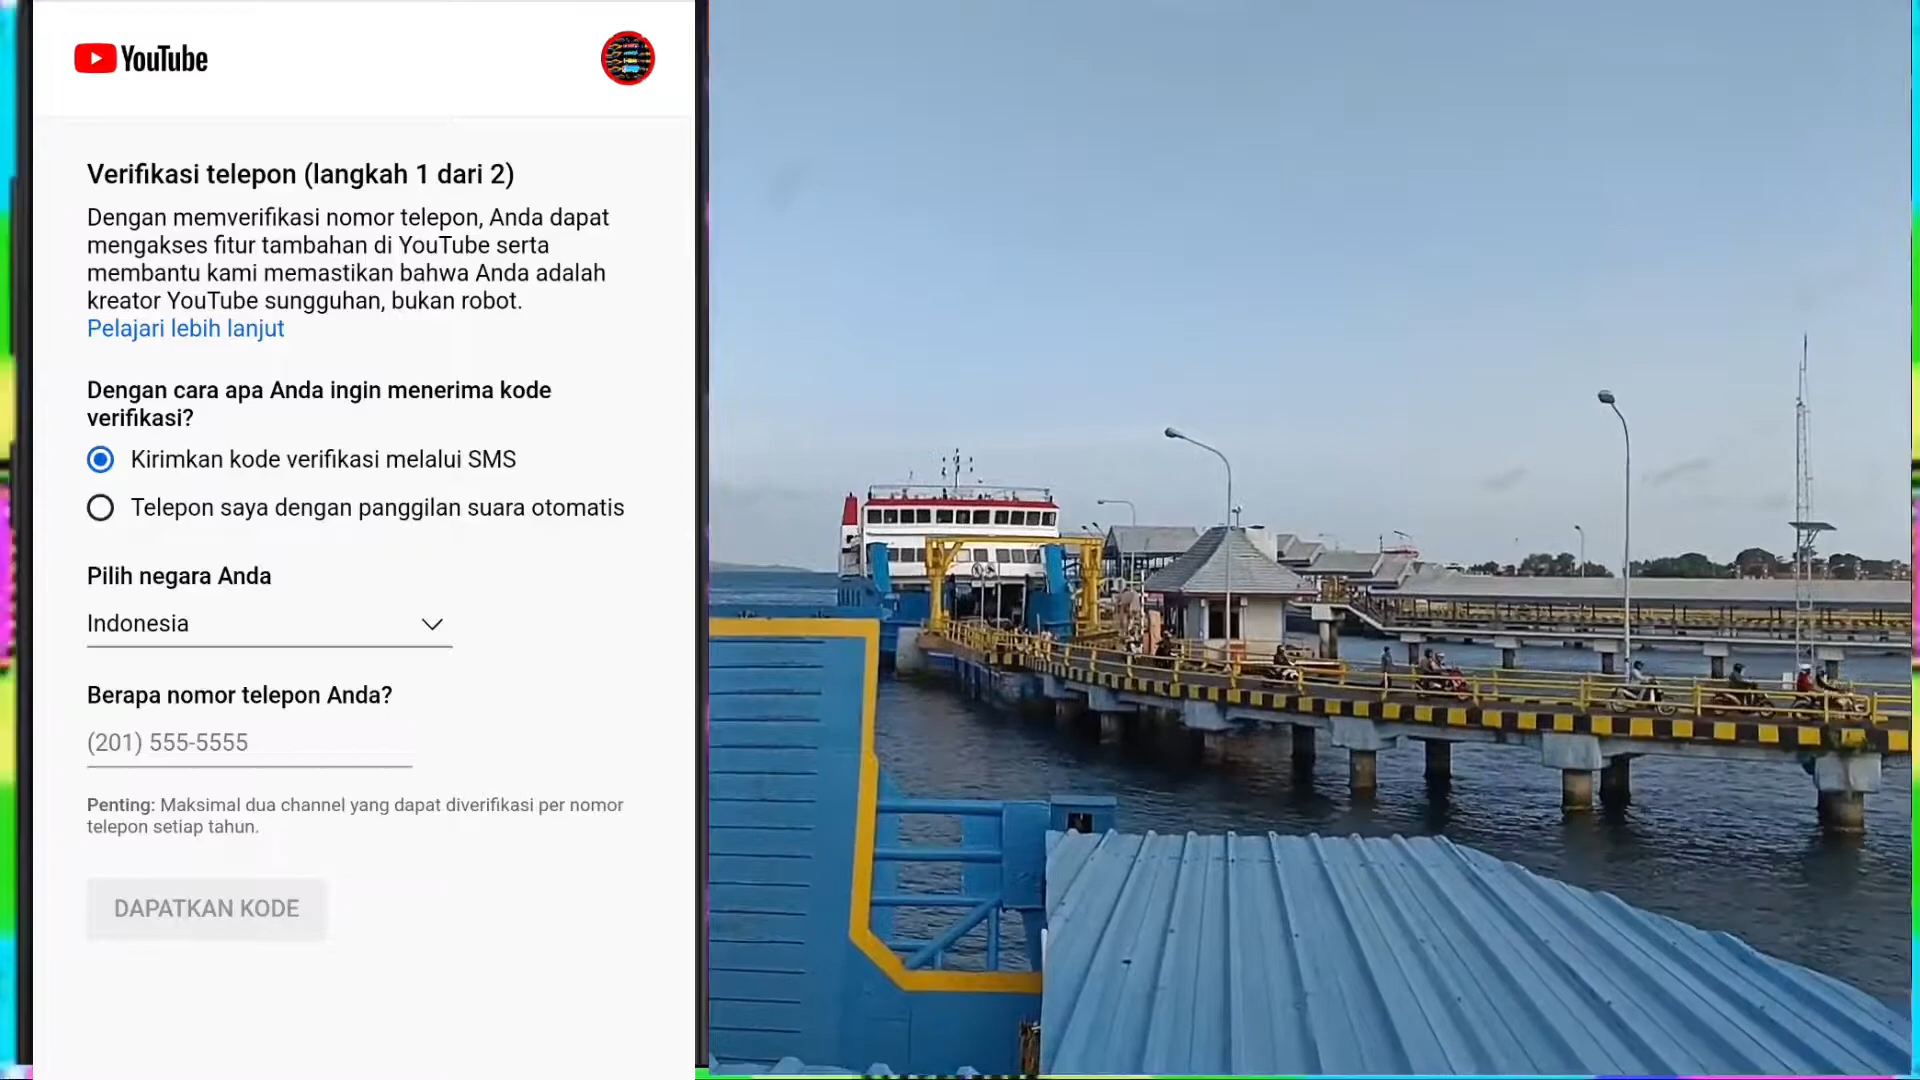 YouTube
Verifikasi telepon (langkah 1 dari 2)
Dengan memverifikasi nomor telepon, Anda dapat
mengakses fitur tambahan di YouTube serta
membantu kami memastikan bahwa Anda adalah
kreator YouTube sungguhan, bukan robot.
Pelajari lebih lanjut
Dengan cara apa Anda ingin menerima kode
verifikasi?
Kirimkan kode verifikasi melalui SMS
Telepon saya dengan panggilan suara otomatis
Pilih negara Anda
Indonesia
Berapa nomor telepon Anda?
(201) 555-5555
Penting: Maksimal dua channel yang dapat diverifikasi per nomor
telepon setiap tahun.
DAPATKAN KODE